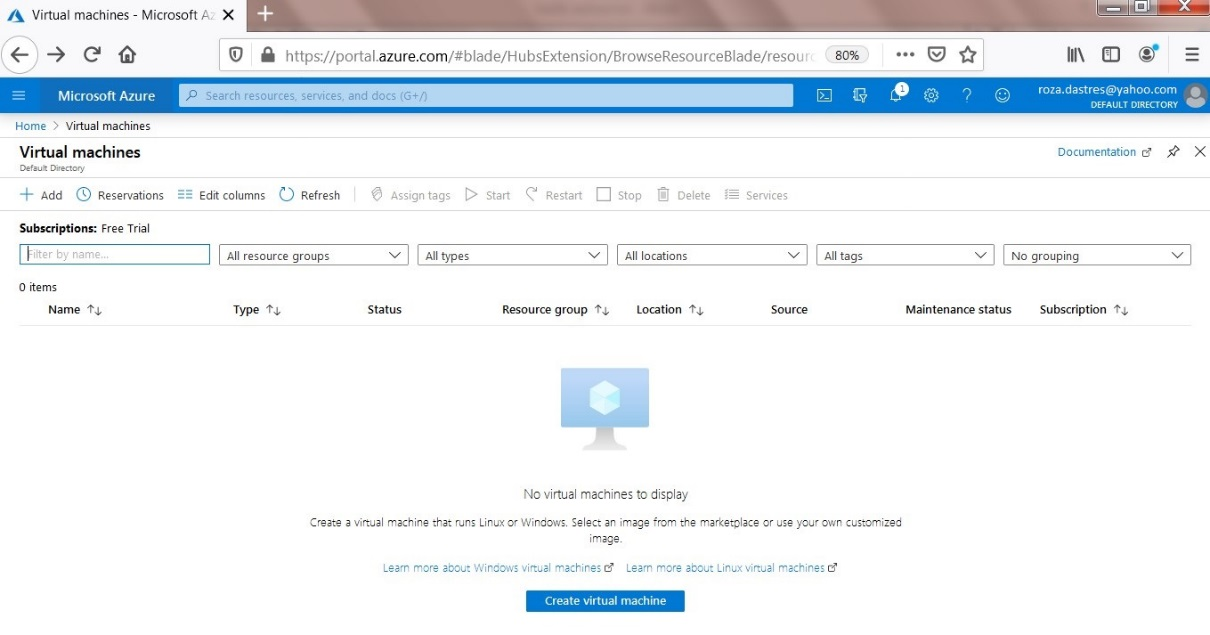 Virtual machines - Microsoft Az
https://portal.azure.com/#blade/HubsExtension/BrowseResourceBlade/resourc 80%
Microsoft Azure Search resources, services, and docs (G+/) 1 roza.dastres@yahoo.com
DEFAULT DIRECTORY
Home > Virtual machines
Virtual machines Documentation
Default Directory
Add Reservations Edit columns Refresh Assign tags Start Restart Stop Delete Services
Subscriptions: Free Trial
Filter by name... All resource groups All types All locations All tags No grouping
0 items
Name Type Status Resource group Location Source Maintenance status Subscription
No virtual machines to display
Create a virtual machine that runs Linux or Windows. Select an image from the marketplace or use your own customized
image.
Learn more about Windows virtual machines Learn more about Linux virtual machines
Create virtual machine